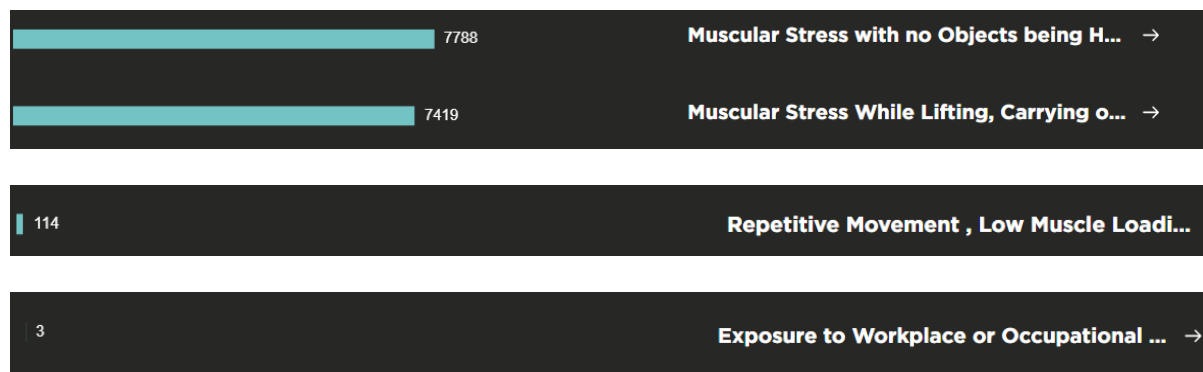 7788 Muscular Stress with no Objects being H... →
7419 Muscular Stress While Lifting, Carrying o... →
114 Repetitive Movement , Low Muscle Loadi...
3 Exposure to Workplace or Occupational ... →